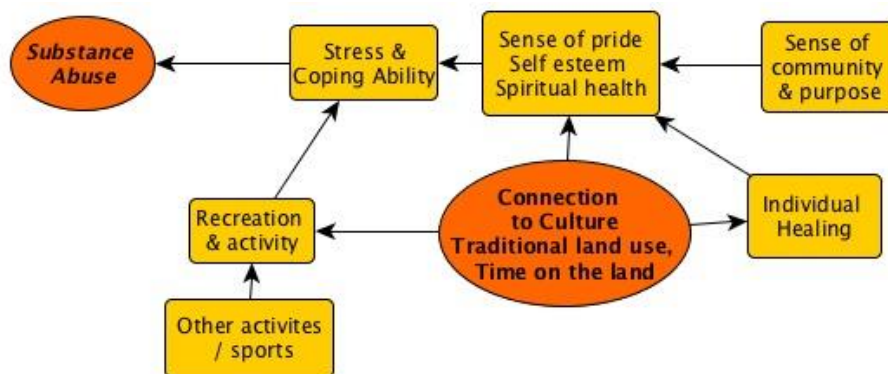 Substance
Abuse
Stress &
Coping Ability
Sense of pride
Self esteem
Spiritual health
Sense of
community
& purpose
Recreation
& activity
Connection
to Culture
Traditional land use,
Time on the land
Individual
Healing
Other activites
/ sports